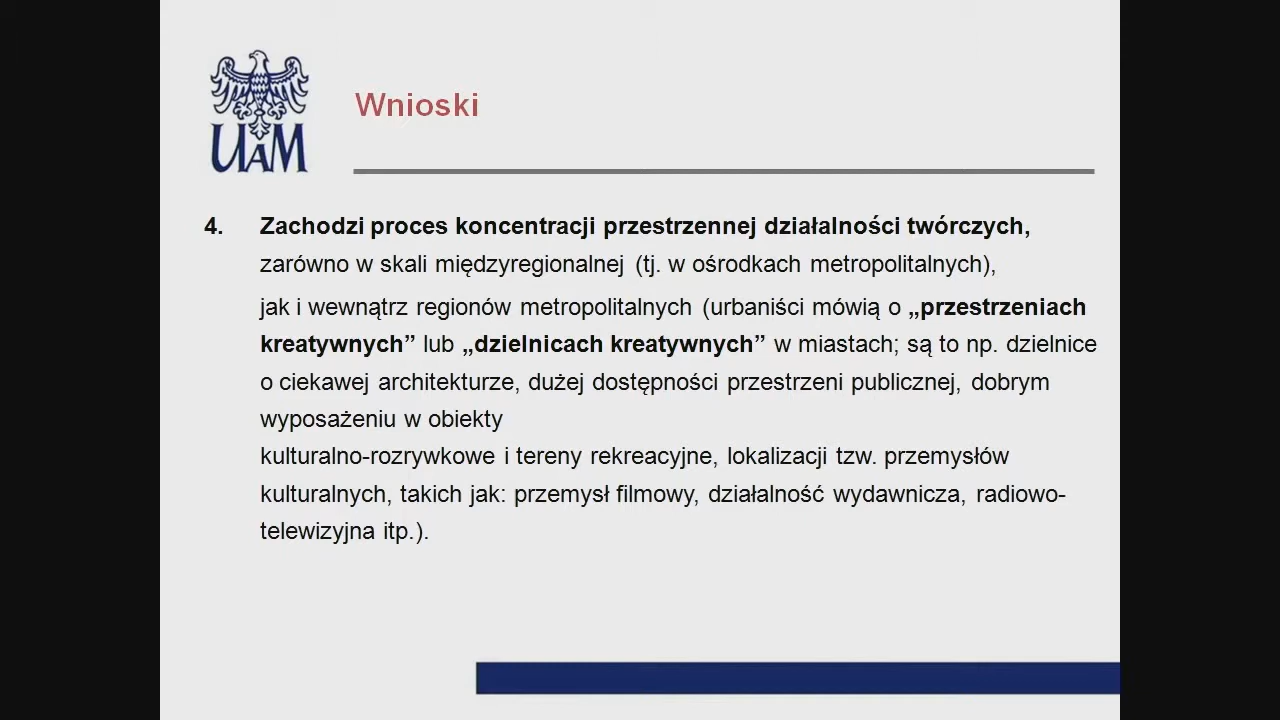 UAM
Wnioski
4. Zachodzi proces koncentracji przestrzennej działalności twórczych,
zarówno w skali międzyregionalnej (tj. w ośrodkach metropolitalnych),
jak i wewnątrz regionów metropolitalnych (urbaniści mówią o „przestrzeniach
kreatywnych” lub „dzielnicach kreatywnych” w miastach; są to np. dzielnice
o ciekawej architekturze, dużej dostępności przestrzeni publicznej, dobrym
wyposażeniu w obiekty
kulturalno-rozrywkowe i tereny rekreacyjne, lokalizacji tzw. przemysłów
kulturalnych, takich jak: przemysł filmowy, działalność wydawnicza, radiowo-
telewizyjna itp.).